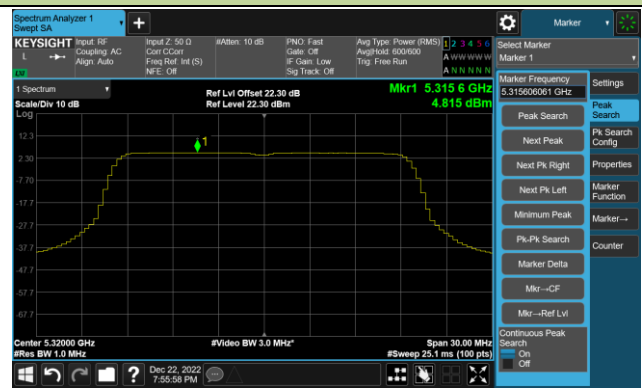 Spectrum Analyzer 1
Swept SA
Marker
KEYSIGHT
L
Input: RF
Coupling: AC
Align: Auto
Input Z: 50 Ω
Corr CCorr
Freq Ref: Int (S)
NFE: Off
#Atten: 10 dB
PNO: Fast
Gate: Off
IF Gain: Low
Sig Track: Off
Avg Type: Power (RMS)
Avg|Hold: 600/600
Trig: Free Run
1 2 3 4 5 6
A W W W W W
A N N N N N
Select Marker
Marker 1
1 Spectrum
Scale/Div 10 dB
Log
Ref Lvl Offset 22.30 dB
Ref Level 22.30 dBm
Mkr1 5.315 6 GHz
4.815 dBm
1
12.3
2.30
-7.70
-17.7
-27.7
-37.7
-47.7
-57.7
-67.7
Center 5.32000 GHz
#Res BW 1.0 MHz
#Video BW 3.0 MHz*
Span 30.00 MHz
#Sweep 25.1 ms (100 pts)
Marker Frequency
5.315606061 GHz
Peak Search
Next Peak
Next Pk Right
Next Pk Left
Minimum Peak
Pk-Pk Search
Marker Delta
Mkr→CF
Mkr→Ref Lvl
Continuous Peak
Search
On
Off
Settings
Peak
Search
Pk Search
Config
Properties
Marker
Function
Marker→
Counter
Dec 22, 2022
7:55:58 PM